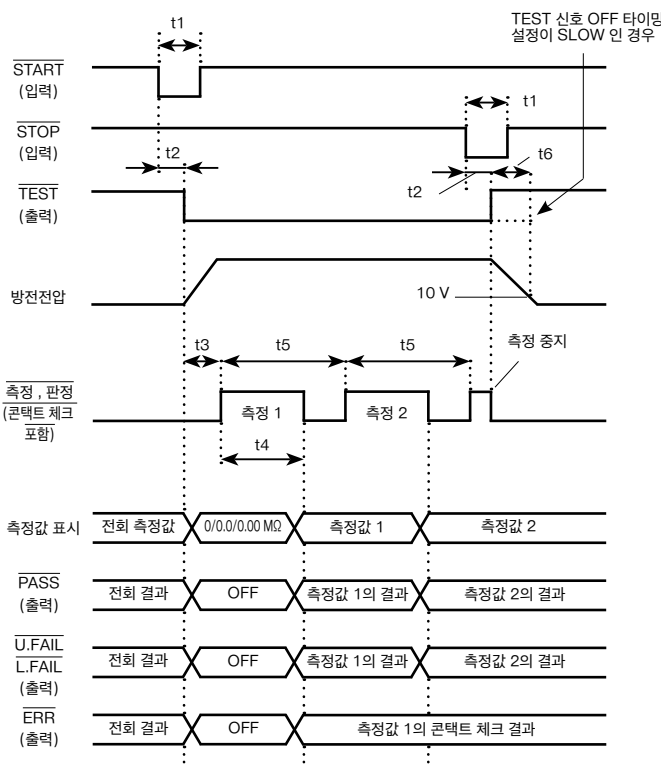 t1
TEST 신호 OFF 타이밍
설정이 SLOW 인 경우
START
(입력)
STOP
(입력)
t1
t2
t6
TEST
(출력)
t2
방전전압
10 V
측정 중지
t3
t5
t5
측정 , 판정
(콘택트 체크
포함)
측정 1
측정 2
t4
측정값 표시
전회 측정값
0/0.0/0.00 MΩ
측정값 1
측정값 2
PASS
(출력)
전회 결과
OFF
측정값 1의 결과
측정값 2의 결과
U.FAIL
L.FAIL
(출력)
전회 결과
OFF
측정값 1의 결과
측정값 2의 결과
ERR
(출력)
전회 결과
OFF
측정값 1의 콘택트 체크 결과